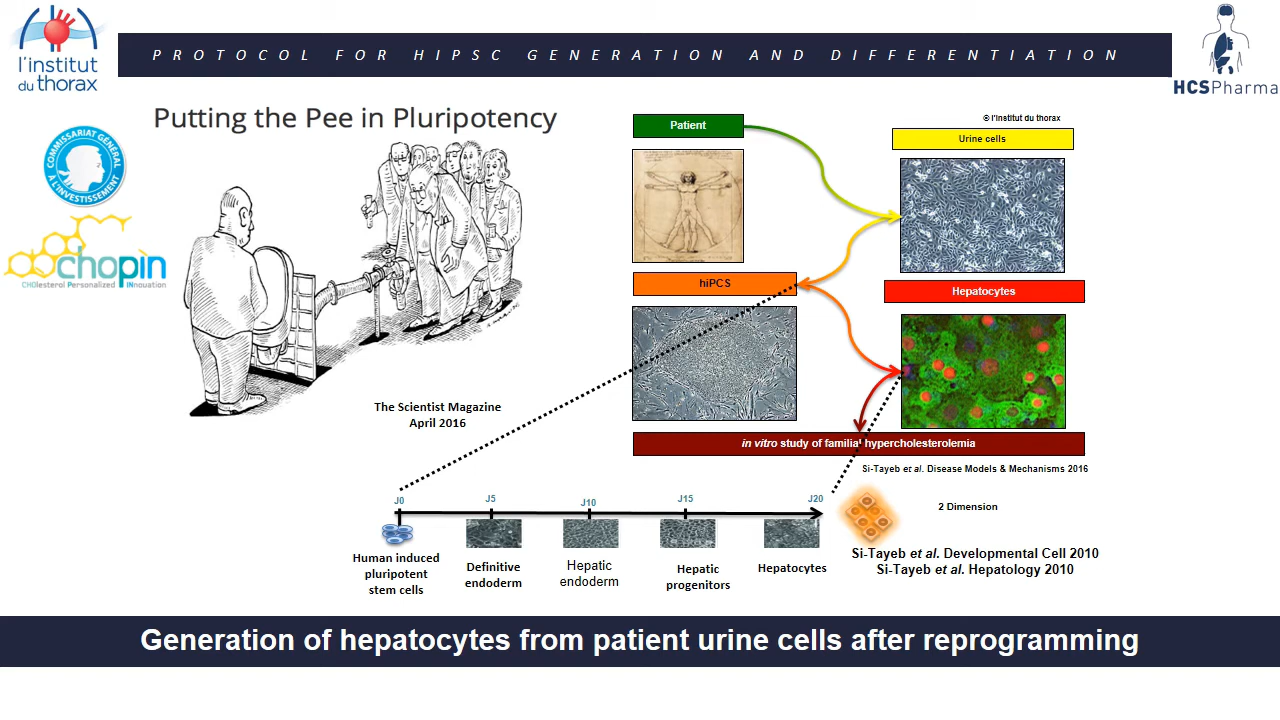 l'institut
du thorax
PROTOCOL FOR HIPSC GENERATION AND DIFFERENTIATION
HCSPharma
COMMISSARIAT GÉNÉRAL
À L'INVESTISSEMENT
chopin
CHOlesterol Personalized INnovation
Putting the Pee in Pluripotency
The Scientist Magazine
April 2016
© l'institut du thorax
Patient
Urine cells
hiPCS
Hepatocytes
in vitro study of familial hypercholesterolemia
Si-Tayeb et al. Disease Models & Mechanisms 2016
J0
J5
J10
J15
J20
Human induced
pluripotent
stem cells
Definitive
endoderm
Hepatic
endoderm
Hepatic
progenitors
Hepatocytes
2 Dimension
Si-Tayeb et al. Developmental Cell 2010
Si-Tayeb et al. Hepatology 2010
Generation of hepatocytes from patient urine cells after reprogramming